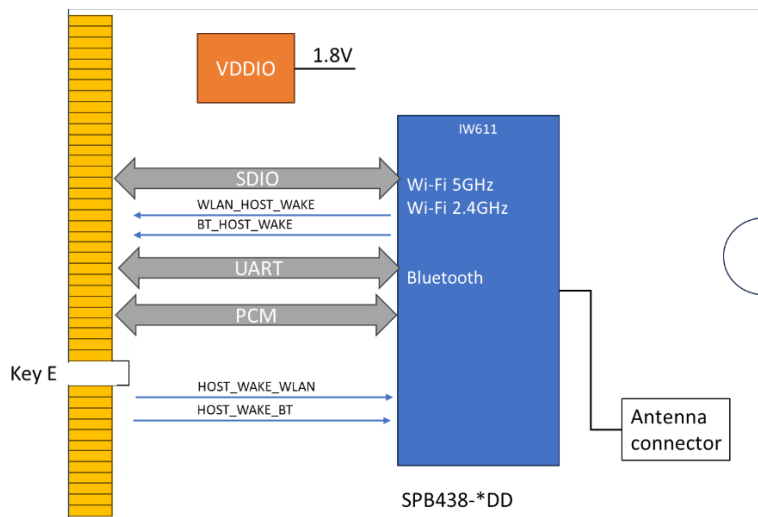 VDDIO
1.8V
IW611
SDIO
Wi-Fi 5GHz
WLAN_HOST_WAKE
Wi-Fi 2.4GHz
BT_HOST_WAKE
UART
Bluetooth
PCM
Key E
HOST_WAKE_WLAN
HOST_WAKE_BT
Antenna
connector
SPB438-*DD